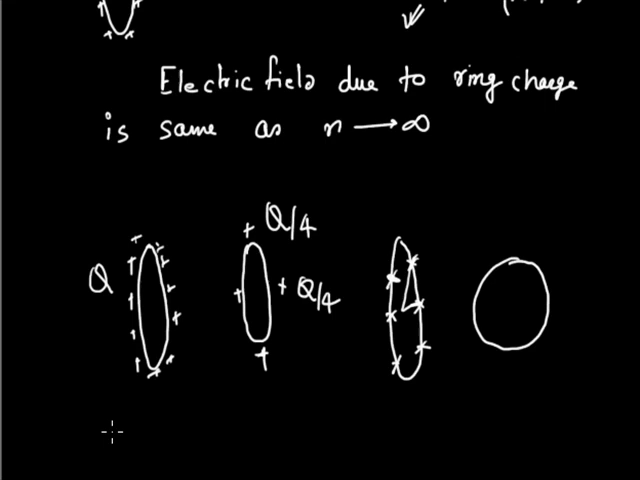 Electric field due to ring charge
is same as n → ∞
Q/4
Q
Q/4